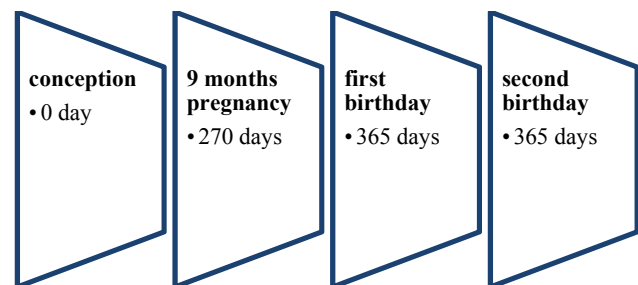 conception
• 0 day
9 months
pregnancy
• 270 days
first
birthday
• 365 days
second
birthday
• 365 days